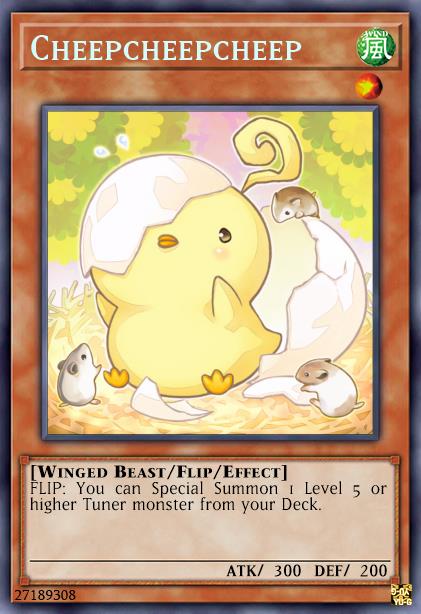 CHEEPCHEEPCHEEP
WIND
風
[WINGED BEAST/FLIP/EFFECT]
FLIP: You can Special Summon 1 Level 5 or
higher Tuner monster from your Deck.
ATK/ 300 DEF/ 200
27189308